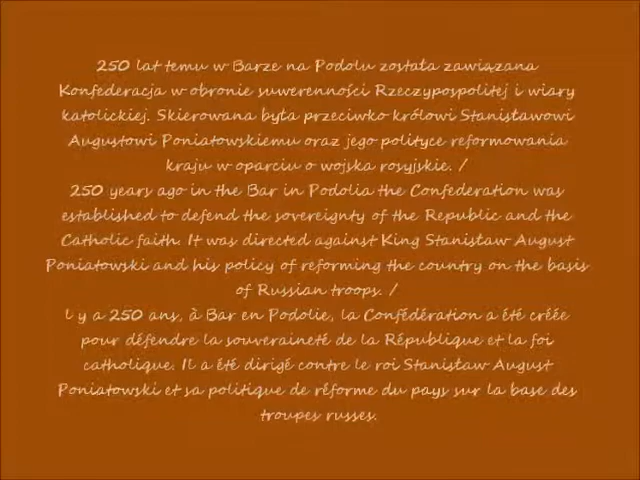 250 lat temu w Barze na Podolu została zawiązana
Konfederacja w obronie suwerenności Rzeczypospolitej i wiary
katolickiej. Skierowana była przeciwko królowi Stanisławowi
Augustowi Poniatowskiemu oraz jego polityce reformowania
kraju w oparciu o wojska rosyjskie. /
250 years ago in the Bar in Podolia the Confederation was
established to defend the sovereignty of the Republic and the
Catholic faith. It was directed against King Stanisław August
Poniatowski and his policy of reforming the country on the basis
of Russian troops. /
l y a 250 ans, à Bar en Podolie, la Confédération a été créée
pour défendre la souveraineté de la République et la foi
catholique. Il a été dirigé contre le roi Stanisław August
Poniatowski et sa politique de réforme du pays sur la base des
troupes russes.